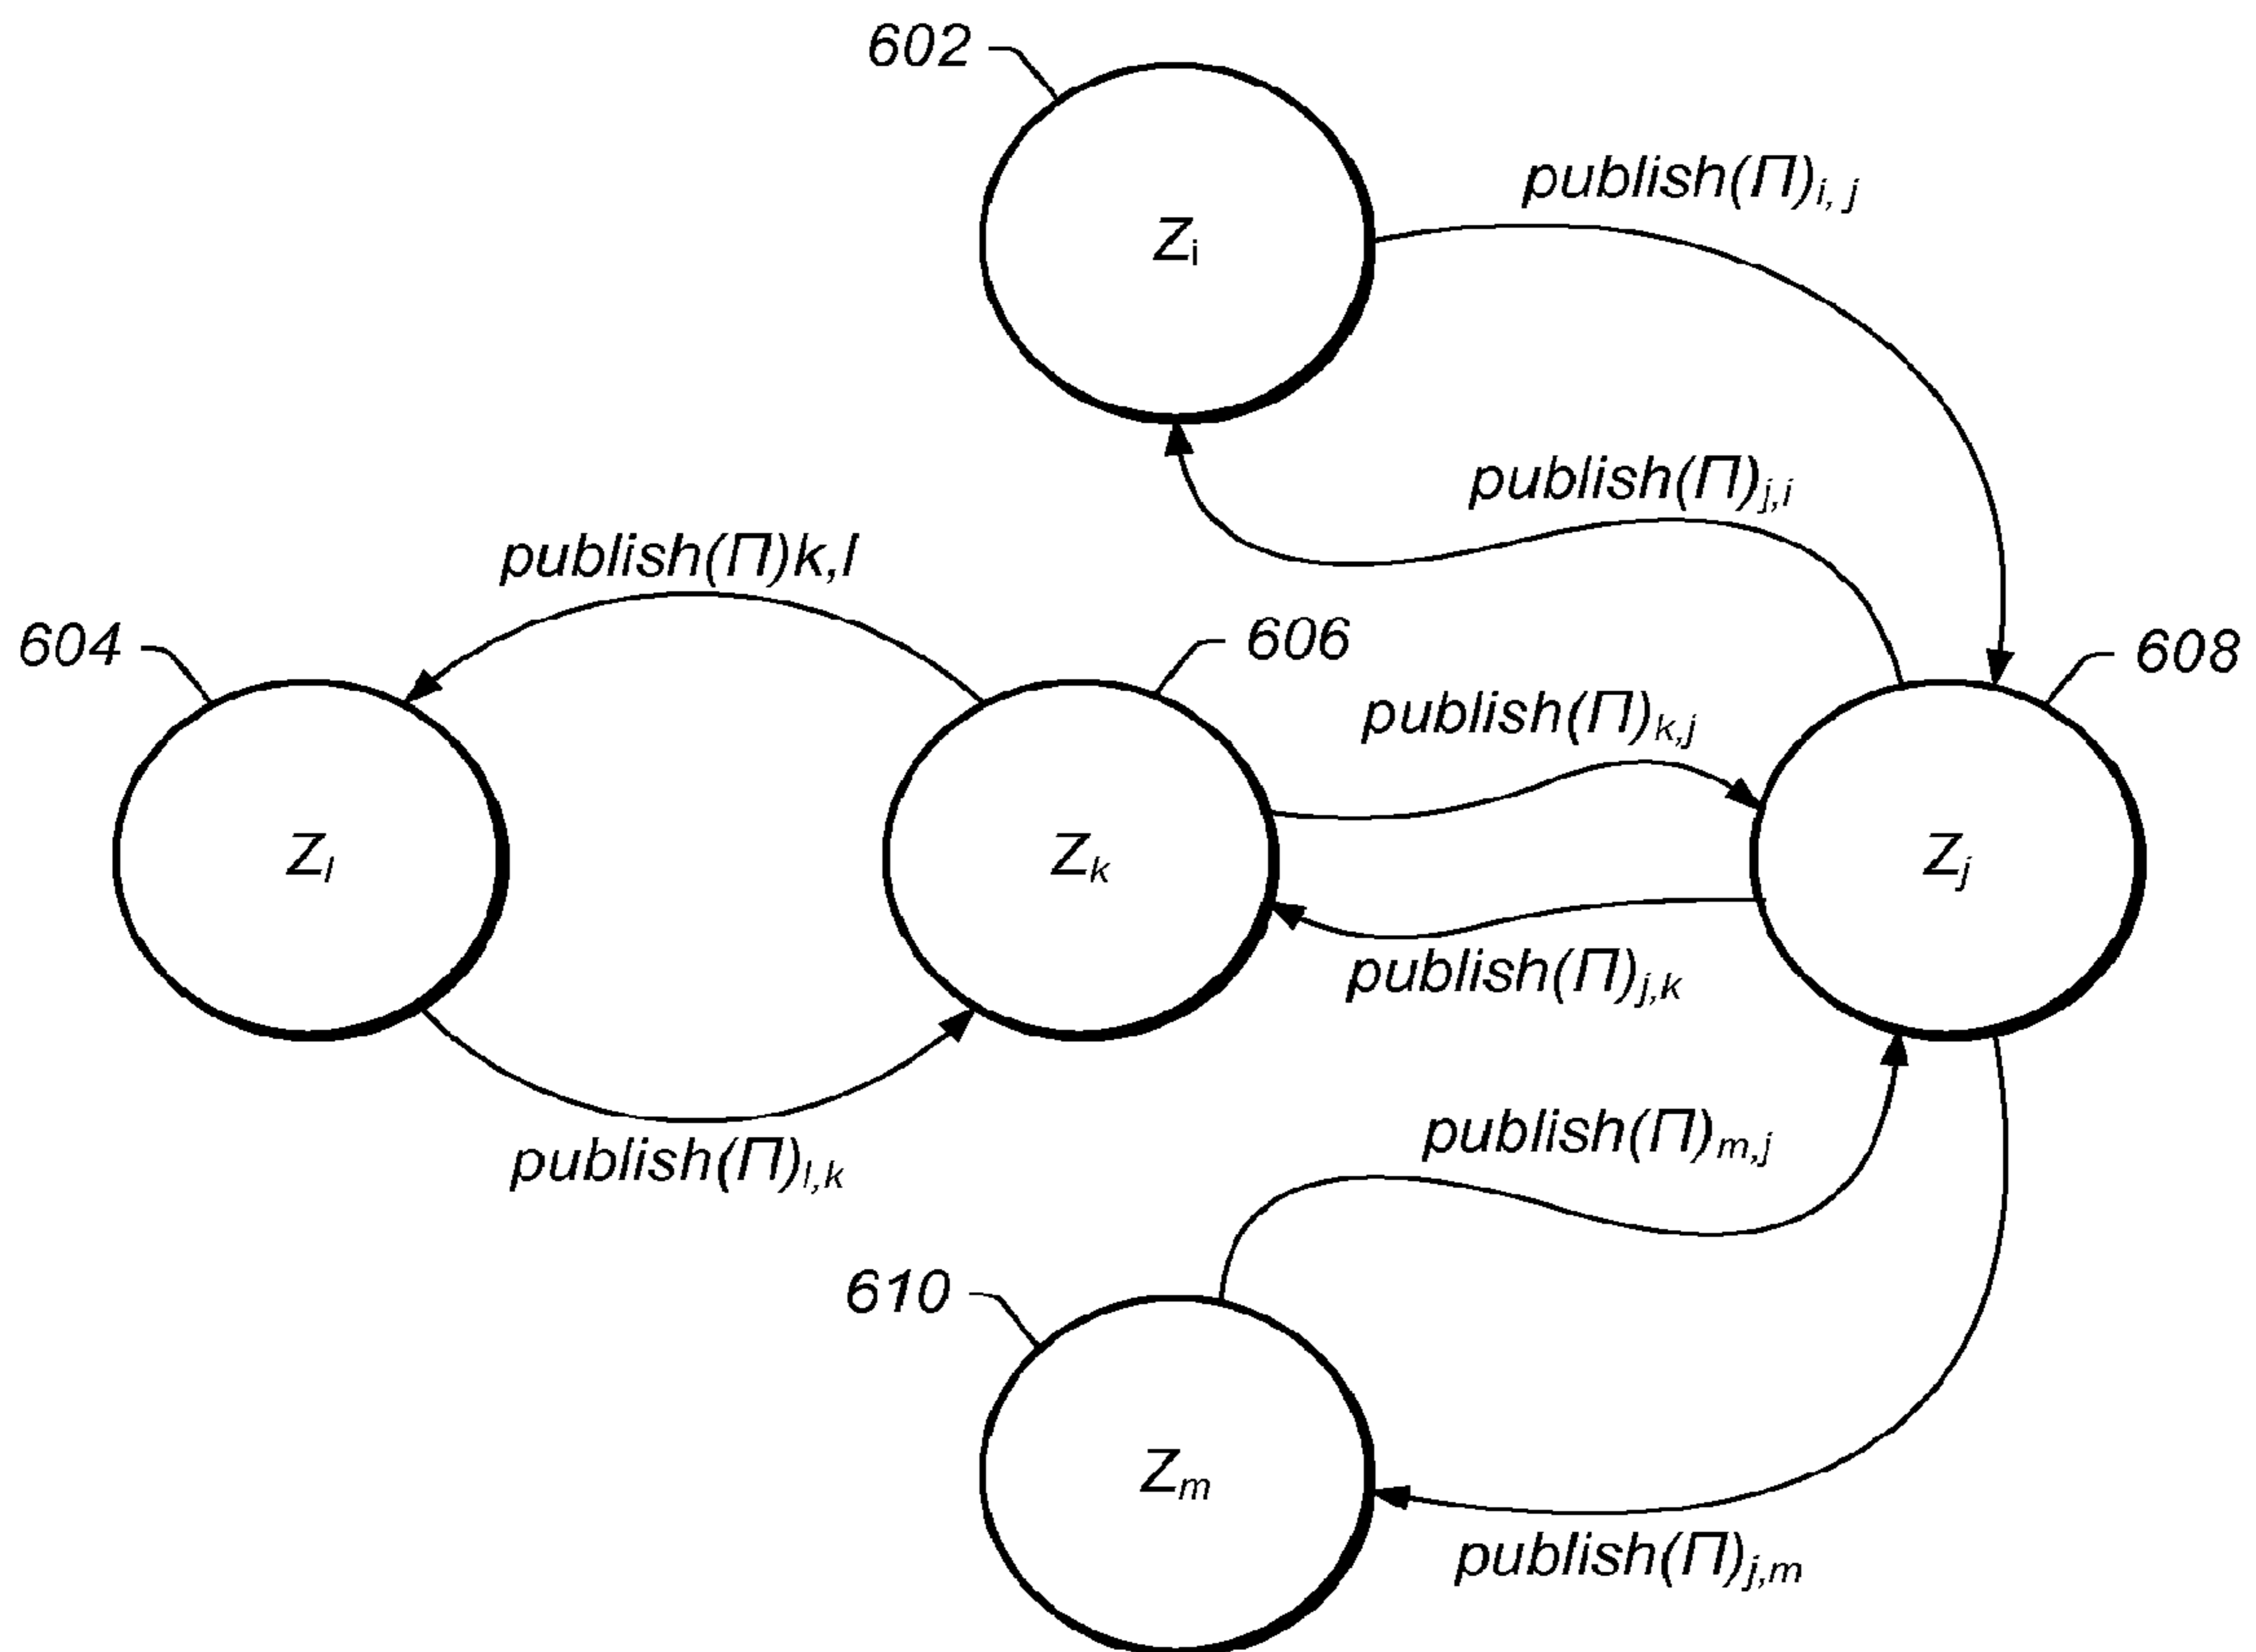 602
Zi
publish(Π)i, j
publish(Π)j,i
publish(Π)k,l
604
606
608
publish(Π)k,j
Zl
Zk
Zj
publish(Π)j,k
publish(Π)l,k
publish(Π)m,j
610
Zm
publish(Π)j,m